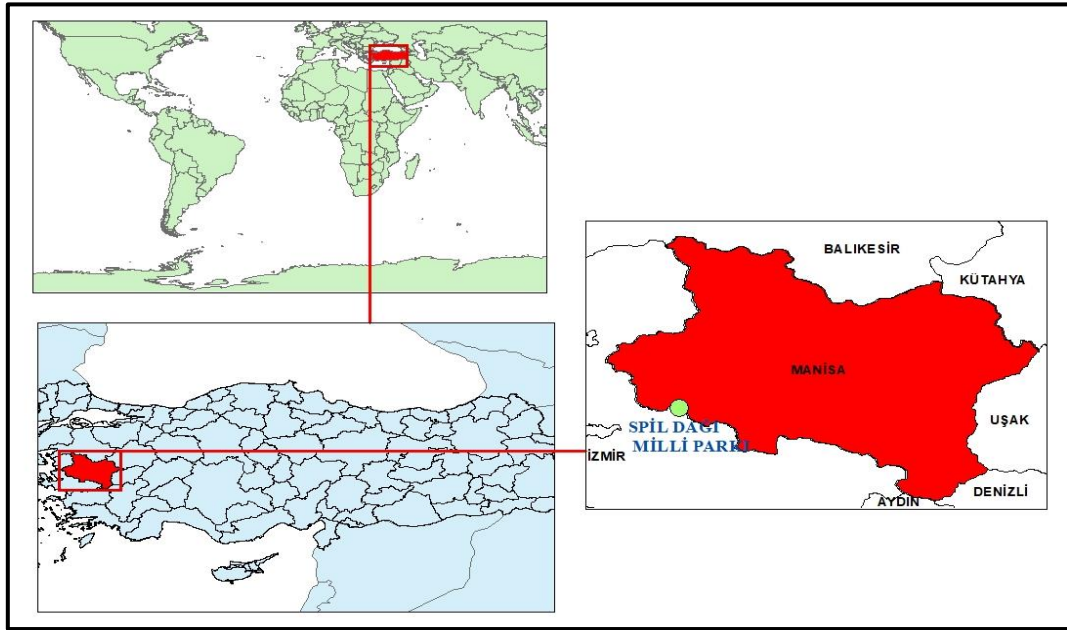 BALIKESİR
KÜTAHYA
MANİSA
UŞAK
SPİL DAĞI
MİLLİ PARKI
İZMİR
DENİZLİ
AYDIN